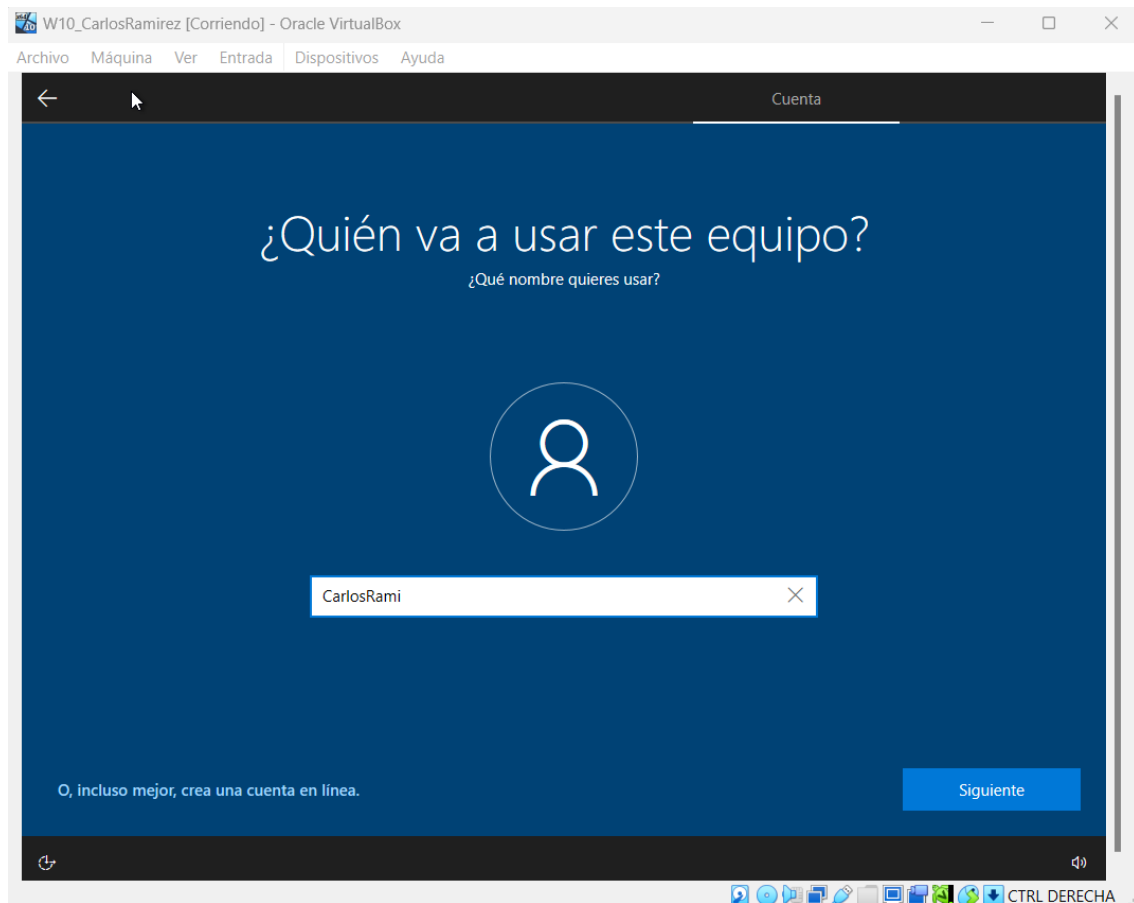 W10_CarlosRamirez [Corriendo] - Oracle VirtualBox
Archivo Máquina Ver Entrada Dispositivos Ayuda
Cuenta
¿Quién va a usar este equipo?
¿Qué nombre quieres usar?
CarlosRami
O, incluso mejor, crea una cuenta en línea.
Siguiente
CTRL DERECHA